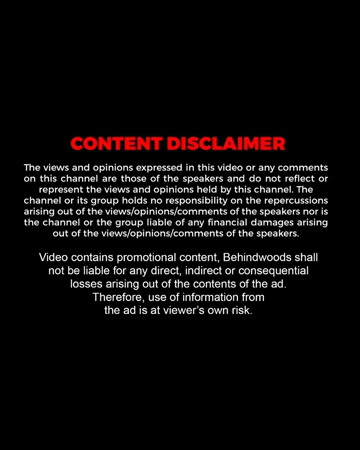 CONTENT DISCLAIMER
The views and opinions expressed in this video or any comments
on this channel are those of the speakers and do not reflect or
represent the views and opinions held by this channel. The
channel or its group holds no responsibility on the repercussions
arising out of the views/opinions/comments of the speakers nor is
the channel or the group liable of any financial damages arising
out of the views/opinions/comments of the speakers.
Video contains promotional content, Behindwoods shall
not be liable for any direct, indirect or consequential
losses arising out of the contents of the ad.
Therefore, use of information from
the ad is at viewer's own risk.